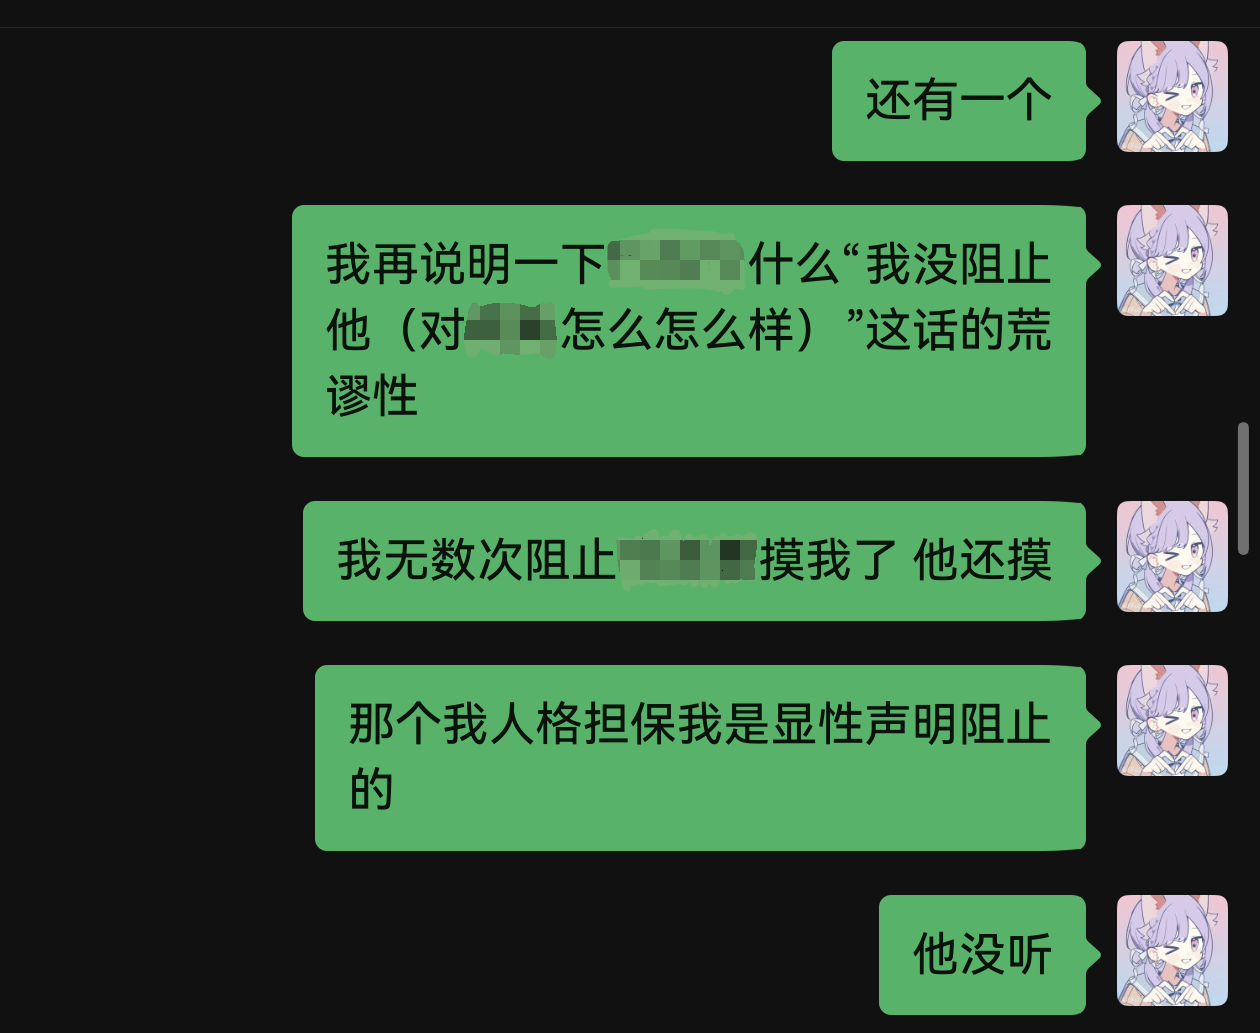 还有一个
我再说明一下什么“我没阻止
他（对怎么怎么样）”这话的荒
谬性
我无数次阻止摸我了 他还摸
那个我人格担保我是显性声明阻止
的
他没听